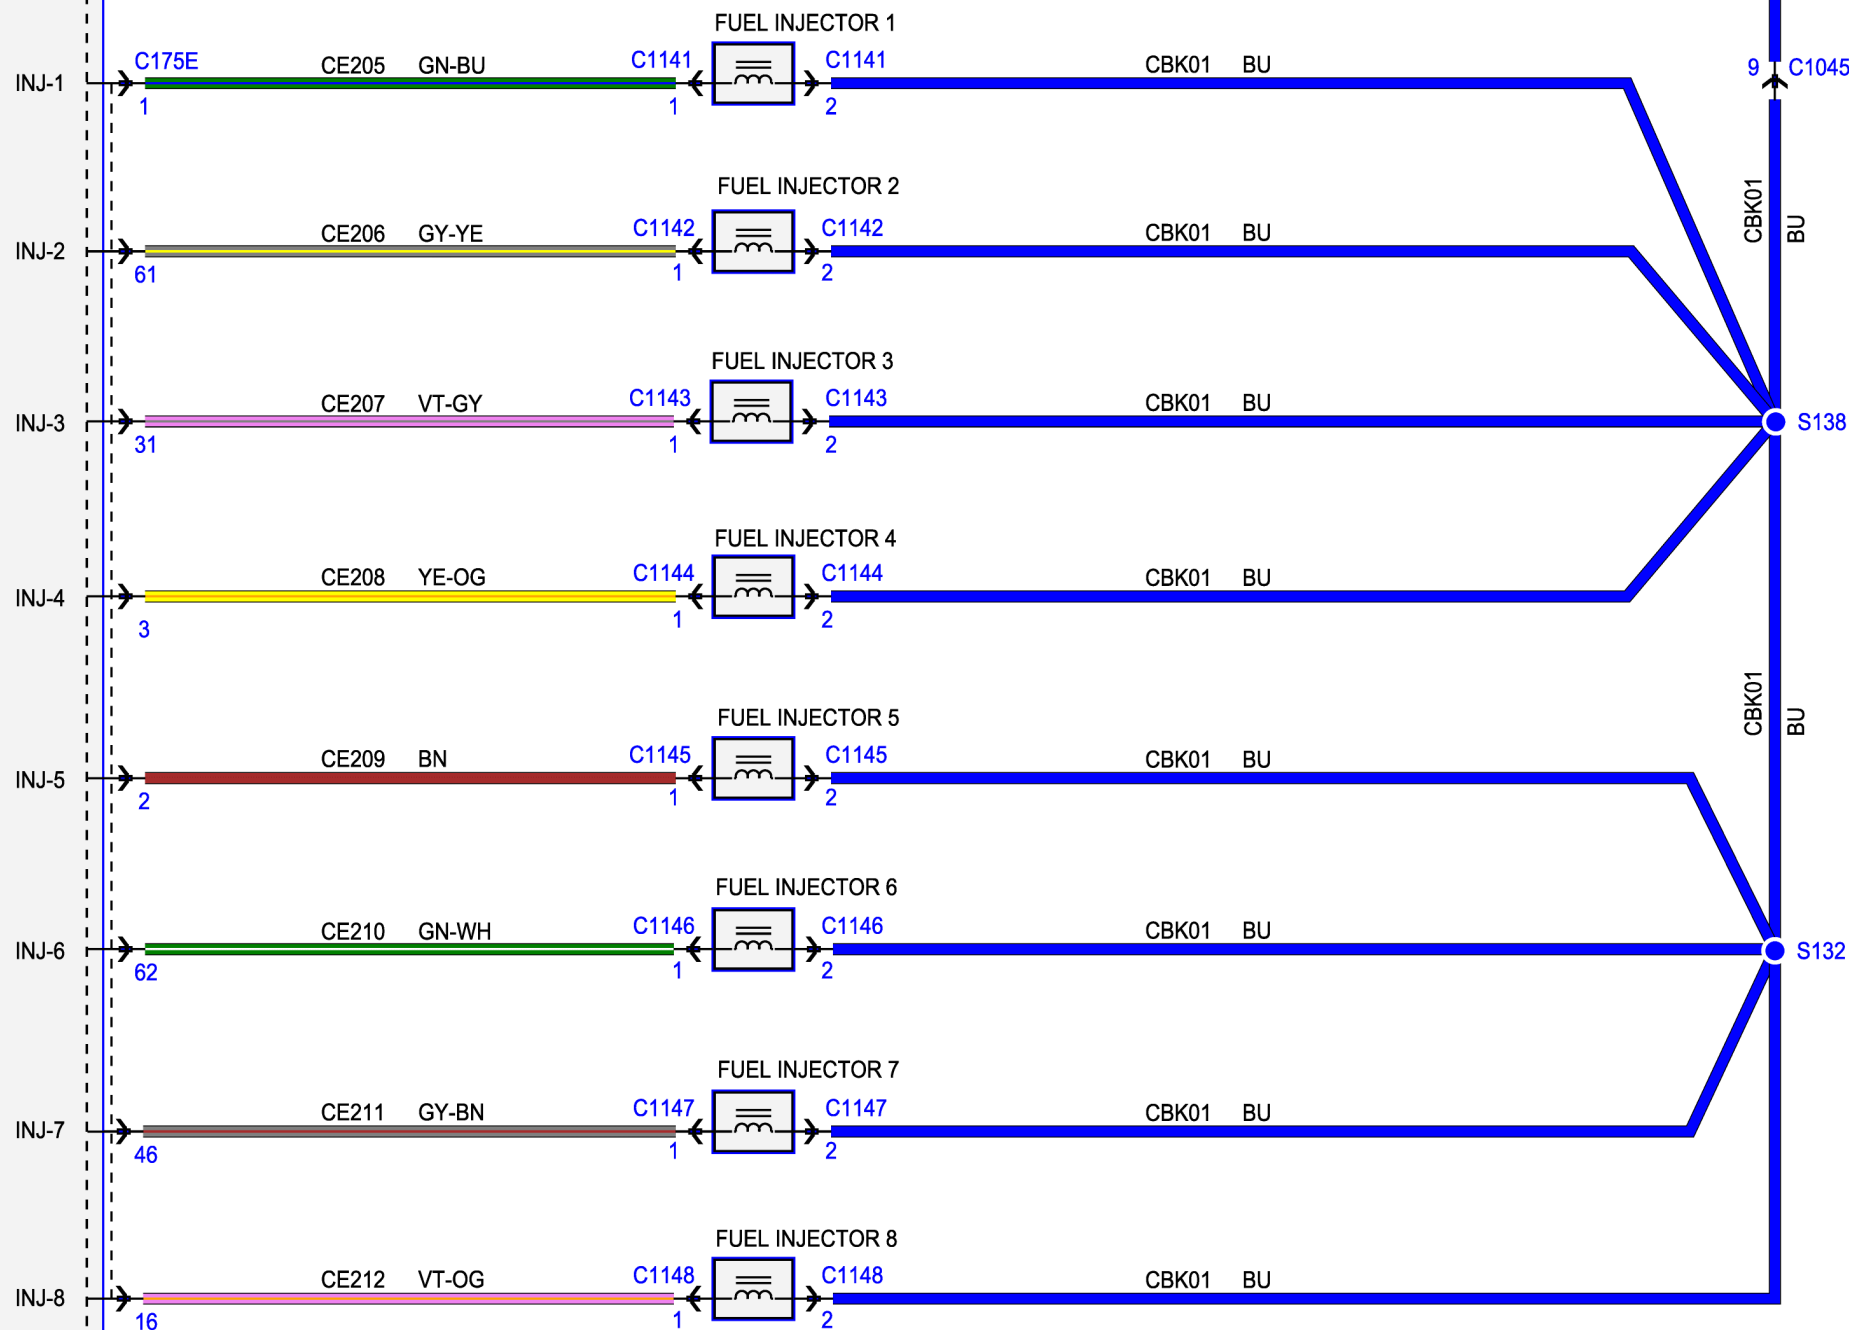 FUEL INJECTOR 1
C175E CE205 GN-BU C1141 C1141 CBK01 BU 9 C1045
INJ-1
1 1 2
FUEL INJECTOR 2
CE206 GY-YE C1142 C1142 CBK01 BU CBK01 BU
INJ-2
61 1 2
FUEL INJECTOR 3
CE207 VT-GY C1143 C1143 CBK01 BU
INJ-3 S138
31 1 2
FUEL INJECTOR 4
CE208 YE-OG C1144 C1144 CBK01 BU
INJ-4
3 1 2
CBK01 BU
FUEL INJECTOR 5
CE209 BN C1145 C1145 CBK01 BU
INJ-5
2 1 2
FUEL INJECTOR 6
CE210 GN-WH C1146 C1146 CBK01 BU
INJ-6 S132
62 1 2
FUEL INJECTOR 7
CE211 GY-BN C1147 C1147 CBK01 BU
INJ-7
46 1 2
FUEL INJECTOR 8
CE212 VT-OG C1148 C1148 CBK01 BU
INJ-8
16 1 2